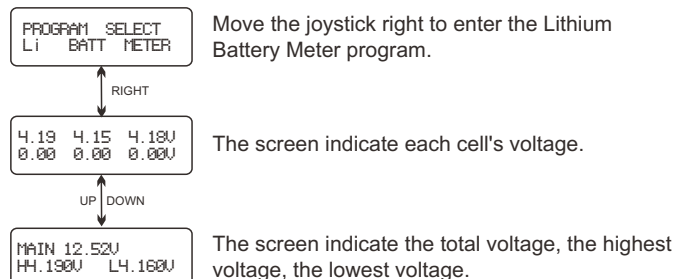 PROGRAM SELECT
Li BATT METER
Move the joystick right to enter the Lithium
Battery Meter program.
RIGHT
4.19 4.15 4.18V
0.00 0.00 0.00V
The screen indicate each cell's voltage.
UP DOWN
MAIN 12.52V
H4.190V L4.160V
The screen indicate the total voltage, the highest
voltage, the lowest voltage.